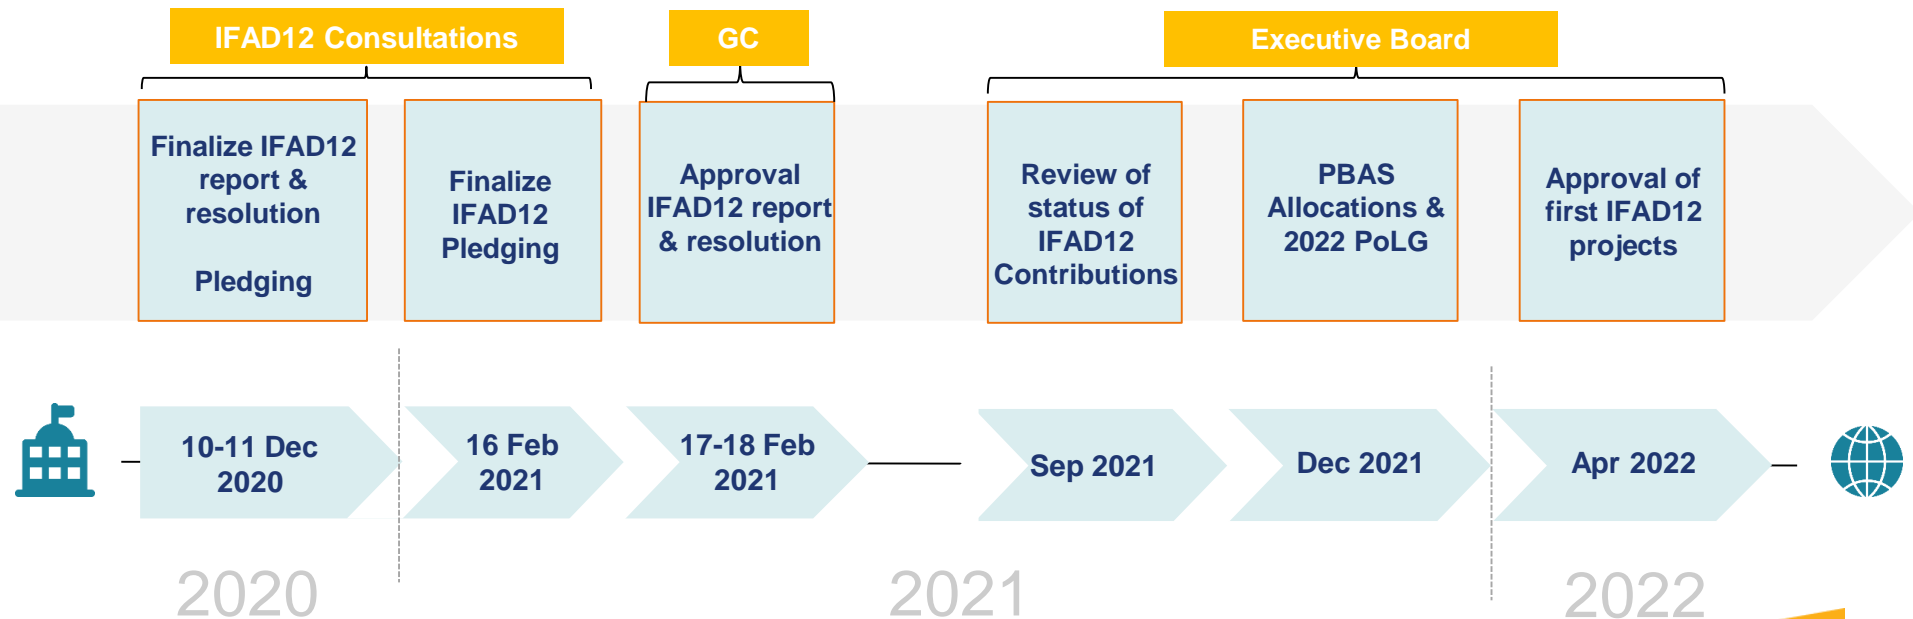 IFAD12 Consultations
GC
Executive Board
Finalize IFAD12
report &
resolution
Pledging
Finalize
IFAD12
Pledging
Approval
IFAD12 report
& resolution
Review of
status of
IFAD12
Contributions
PBAS
Allocations &
2022 PoLG
Approval of
first IFAD12
projects
10-11 Dec
2020
16 Feb
2021
17-18 Feb
2021
Sep 2021
Dec 2021
Apr 2022
2020
2021
2022